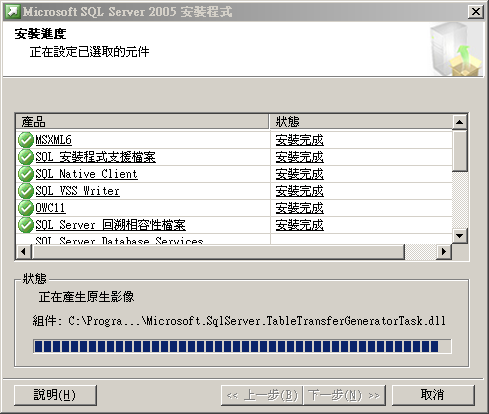 Microsoft SQL Server 2005 安裝程式
安裝進度
正在設定已選取的元件
產品 狀態
MSXML6 安裝完成
SQL 安裝程式支援檔案 安裝完成
SQL Native Client 安裝完成
SQL VSS Writer 安裝完成
OWC11 安裝完成
SQL Server 回溯相容性檔案 安裝完成
SQL Server Database Services
狀態
正在產生原生影像
組件: C:\Progra...\Microsoft.SqlServer.TableTransferGeneratorTask.dll
說明(H) << 上一步(B) 下一步(N) >> 取消